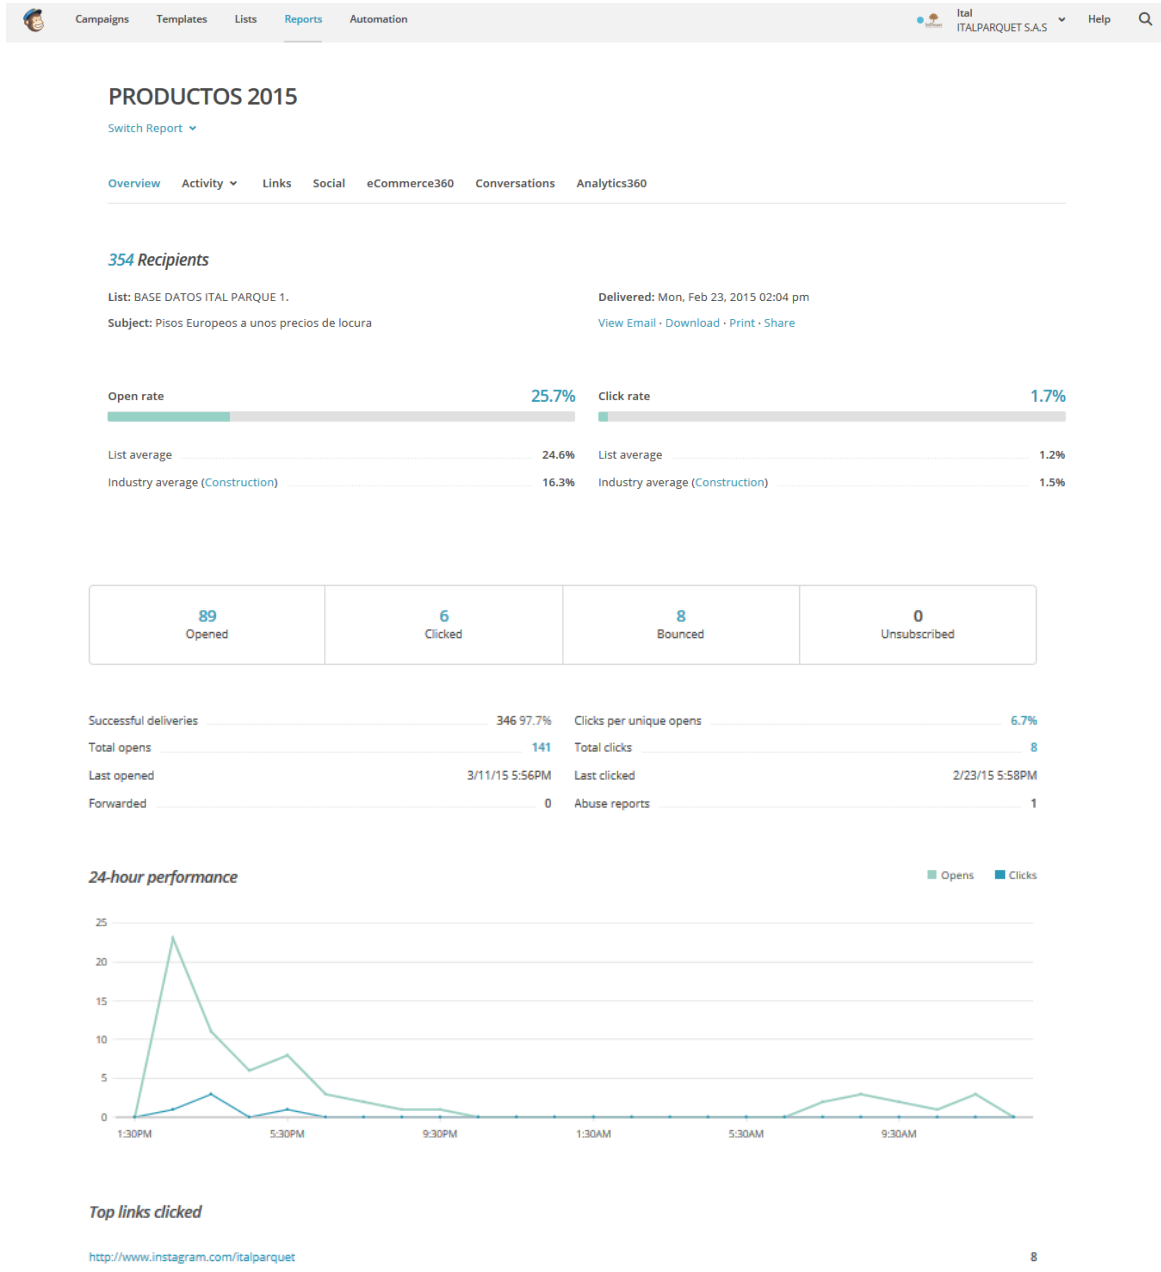 Campaigns Templates Lists Reports Automation Ital Help
ITALPARQUET S.A.S
PRODUCTOS 2015
Switch Report
Overview Activity Links Social eCommerce360 Conversations Analytics360
354 Recipients
List: BASE DATOS ITAL PARQUE 1. Delivered: Mon, Feb 23, 2015 02:04 pm
Subject: Pisos Europeos a unos precios de locura View Email · Download · Print · Share
Open rate 25.7% Click rate 1.7%
List average 24.6% List average 1.2%
Industry average (Construction) 16.3% Industry average (Construction) 1.5%
89 6 8 0
Opened Clicked Bounced Unsubscribed
Successful deliveries 346 97.7% Clicks per unique opens 6.7%
Total opens 141 Total clicks 8
Last opened 3/11/15 5:56PM Last clicked 2/23/15 5:58PM
Forwarded 0 Abuse reports 1
24-hour performance Opens Clicks
25
20
15
10
5
0
1:30PM 5:30PM 9:30PM 1:30AM 5:30AM 9:30AM
Top links clicked
http://www.instagram.com/italparquet 8